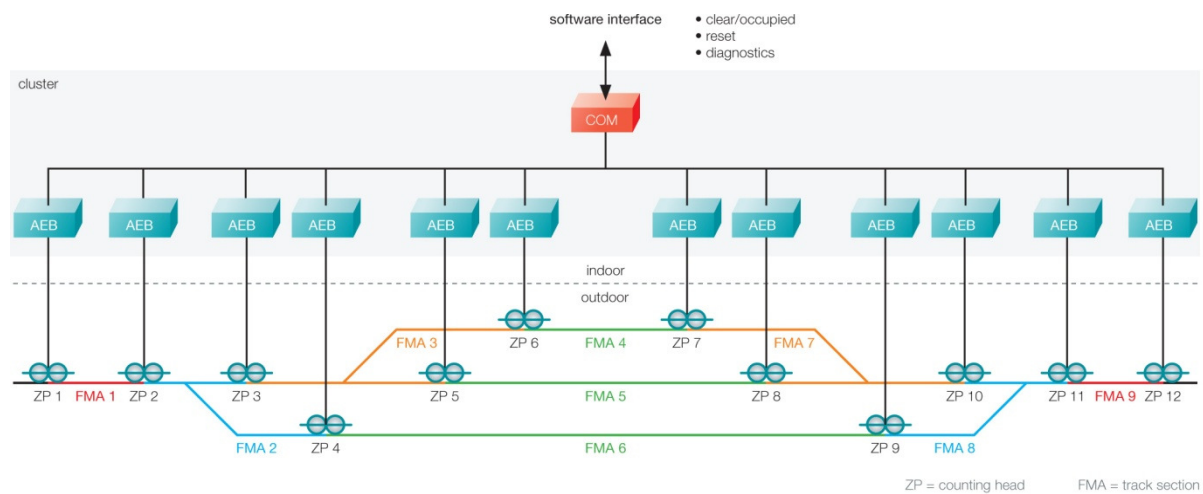 software interface
• clear/occupied
• reset
• diagnostics
cluster
COM
AEB AEB AEB AEB AEB AEB AEB AEB AEB AEB AEB AEB
indoor
outdoor
FMA 3 ZP 6 FMA 4 ZP 7 FMA 7
ZP 1 FMA 1 ZP 2 ZP 3 ZP 5 FMA 5 ZP 8 ZP 10 ZP 11 FMA 9 ZP 12
FMA 2 ZP 4 FMA 6 ZP 9 FMA 8
ZP = counting head FMA = track section